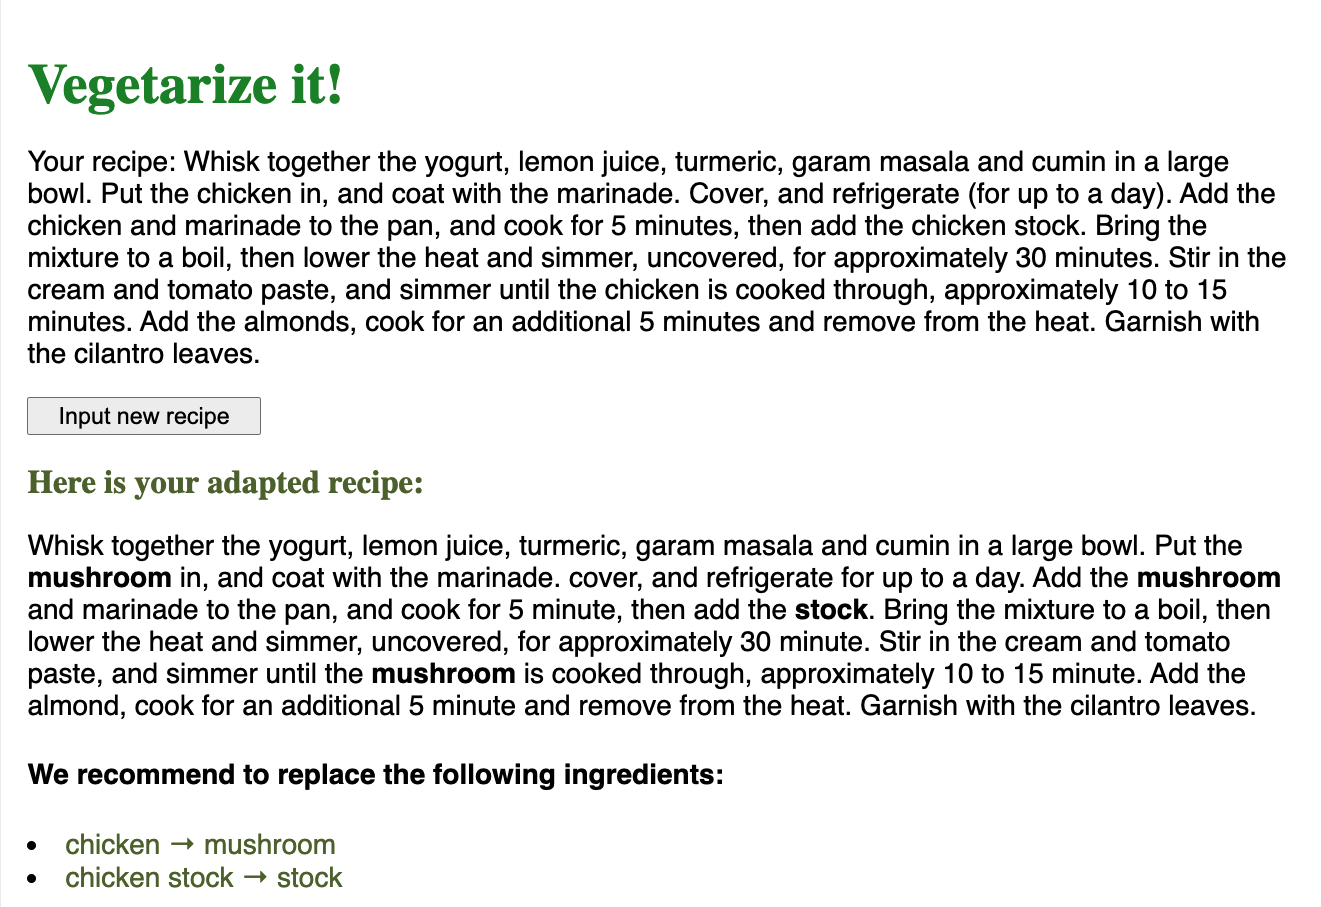 Vegetarize it!
Your recipe: Whisk together the yogurt, lemon juice, turmeric, garam masala and cumin in a large
bowl. Put the chicken in, and coat with the marinade. Cover, and refrigerate (for up to a day). Add the
chicken and marinade to the pan, and cook for 5 minutes, then add the chicken stock. Bring the
mixture to a boil, then lower the heat and simmer, uncovered, for approximately 30 minutes. Stir in the
cream and tomato paste, and simmer until the chicken is cooked through, approximately 10 to 15
minutes. Add the almonds, cook for an additional 5 minutes and remove from the heat. Garnish with
the cilantro leaves.
Input new recipe
Here is your adapted recipe:
Whisk together the yogurt, lemon juice, turmeric, garam masala and cumin in a large bowl. Put the
mushroom in, and coat with the marinade. cover, and refrigerate for up to a day. Add the mushroom
and marinade to the pan, and cook for 5 minute, then add the stock. Bring the mixture to a boil, then
lower the heat and simmer, uncovered, for approximately 30 minute. Stir in the cream and tomato
paste, and simmer until the mushroom is cooked through, approximately 10 to 15 minute. Add the
almond, cook for an additional 5 minute and remove from the heat. Garnish with the cilantro leaves.
We recommend to replace the following ingredients:
• chicken → mushroom
• chicken stock → stock